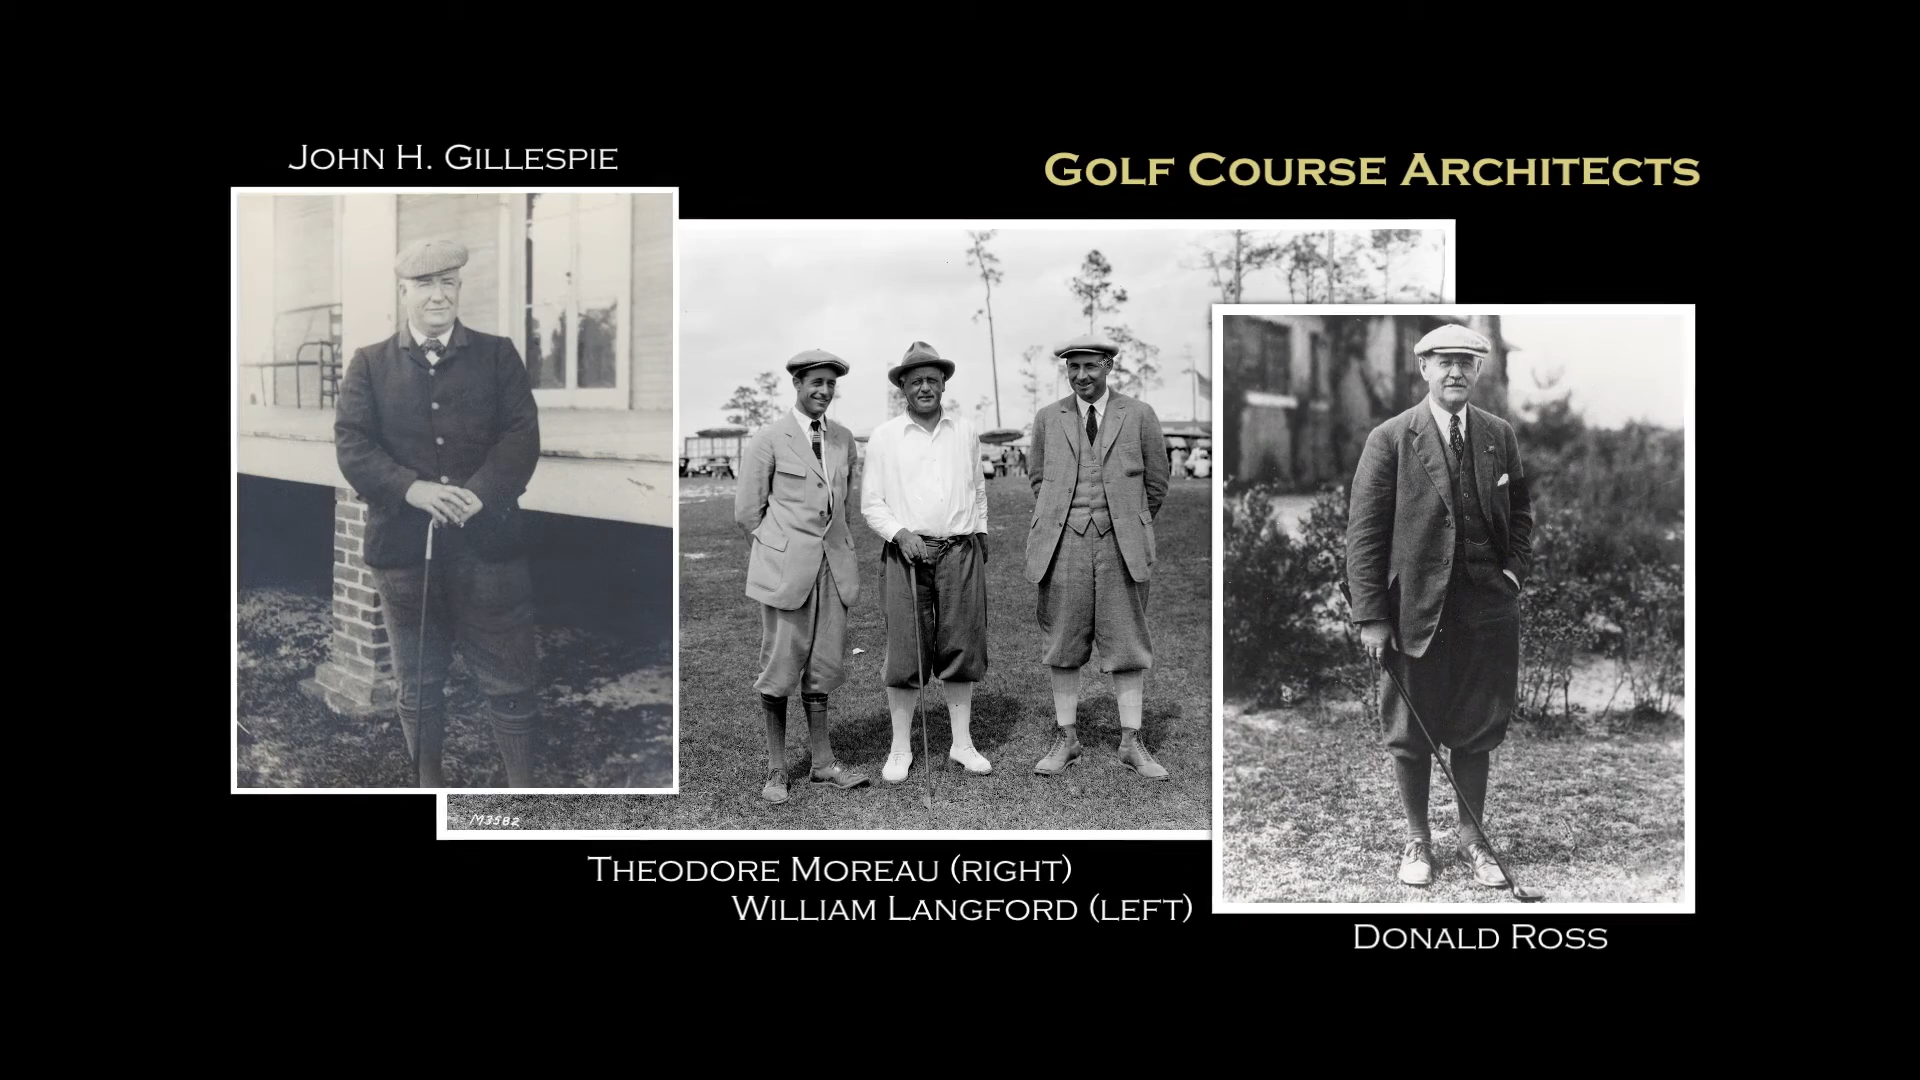 John H. Gillespie
Golf Course Architects
M3582
Theodore Moreau (right)
William Langford (left)
Donald Ross